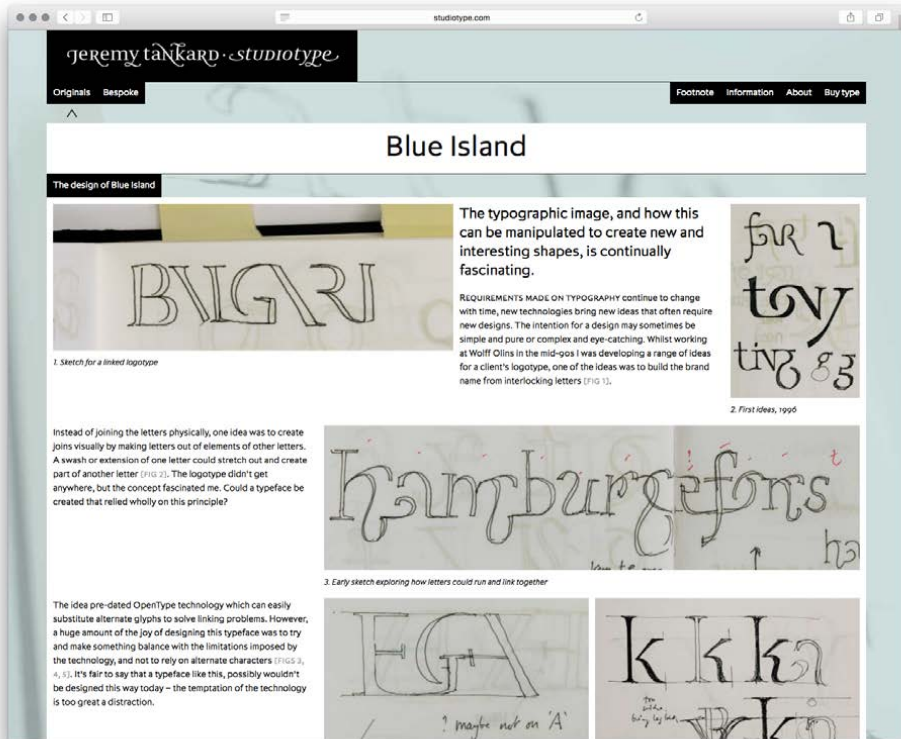 studiotype.com
Jeremy Tankard · Studiotype
Originals Bespoke
Footnote Information About Buy type
Blue Island
The design of Blue Island
The typographic image, and how this
can be manipulated to create new and
interesting shapes, is continually
fascinating.
REQUIREMENTS MADE ON TYPOGRAPHY continue to change
with time, new technologies bring new ideas that often require
new designs. The intention for a design may sometimes be
simple and pure or complex and eye-catching. Whilst working
at Wolff Olins in the mid-90s I was developing a range of ideas
for a client's logotype, one of the ideas was to build the brand
name from interlocking letters [FIG 1].
BVLGARI
1. Sketch for a linked logotype
far
toy
ting g g
2. First ideas, 1996
Instead of joining the letters physically, one idea was to create
joins visually by making letters out of elements of other letters.
A swash or extension of one letter could stretch out and create
part of another letter [FIG 2]. The logotype didn't get
anywhere, but the concept fascinated me. Could a typeface be
created that relied wholly on this principle?
t
hamburgefons
3. Early sketch exploring how letters could run and link together
The idea pre-dated OpenType technology which can easily
substitute alternate glyphs to solve linking problems. However,
a huge amount of the joy of designing this typeface was to try
and make something balance with the limitations imposed by
the technology, and not to rely on alternate characters [FIGS 3,
4, 5]. It's fair to say that a typeface like this, possibly wouldn't
be designed this way today – the temptation of the technology
is too great a distraction.
EGA
? maybe not on 'A'
k k ka